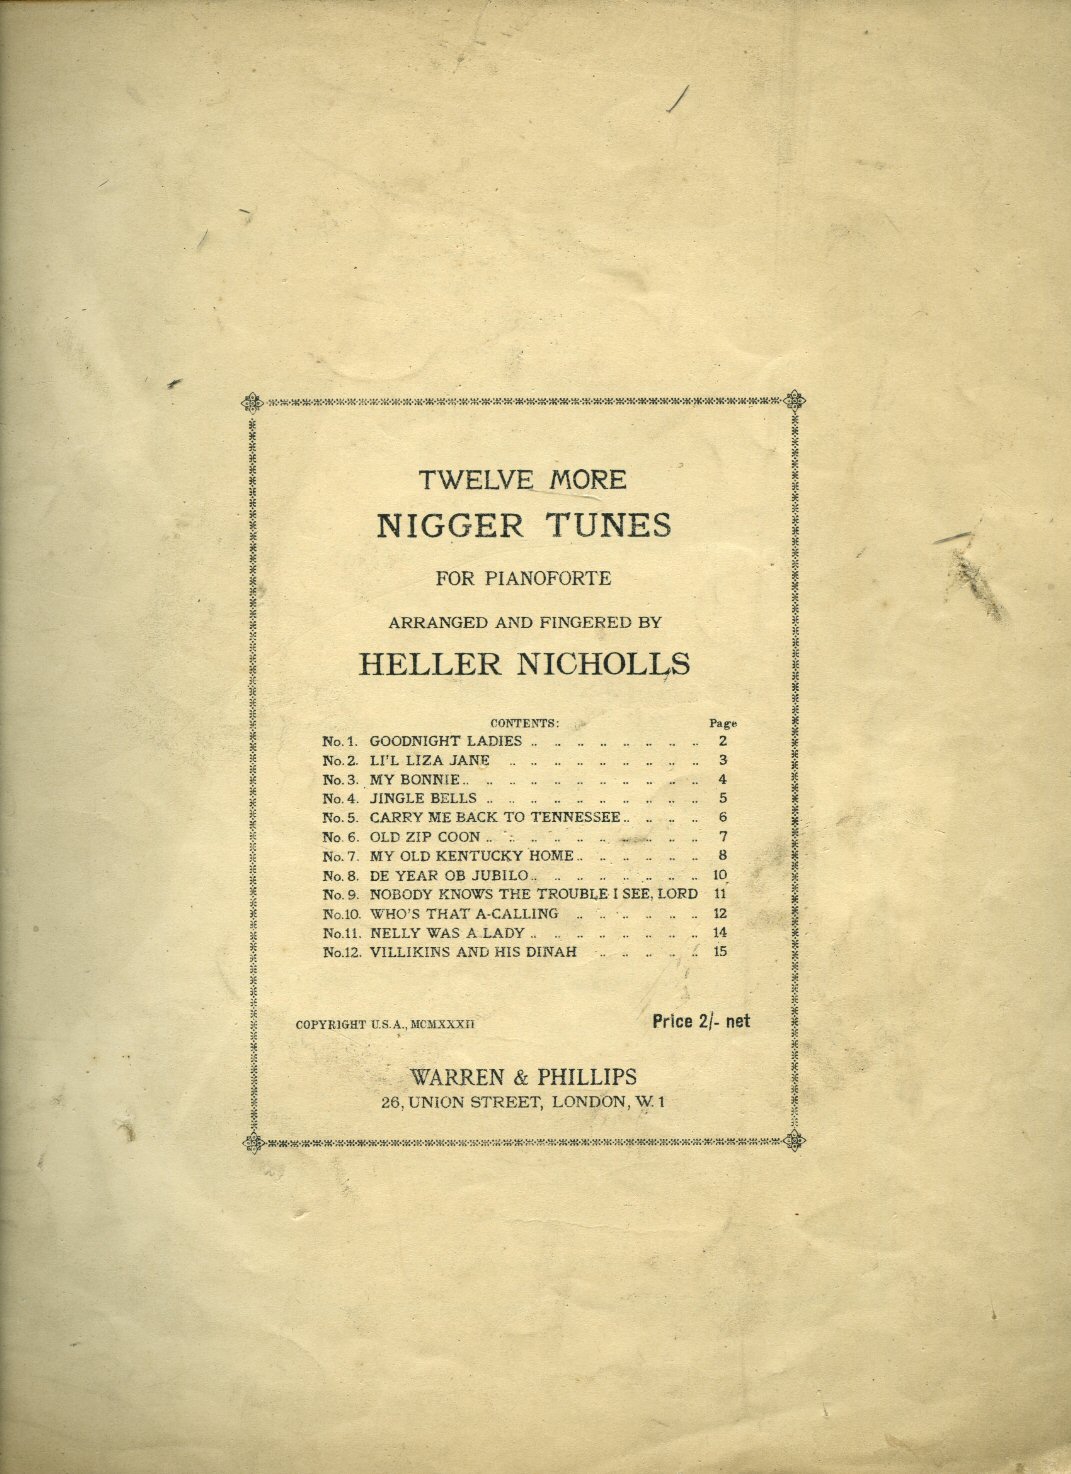 TWELVE MORE
NIGGER TUNES
FOR PIANOFORTE
ARRANGED AND FINGERED BY
HELLER NICHOLLS
CONTENTS: Page
No. 1. GOODNIGHT LADIES .. .. .. .. .. .. .. .. 2
No. 2. LI'L LIZA JANE .. .. .. .. .. .. .. .. .. 3
No. 3. MY BONNIE .. .. .. .. .. .. .. .. .. .. .. 4
No. 4. JINGLE BELLS .. .. .. .. .. .. .. .. .. .. 5
No. 5. CARRY ME BACK TO TENNESSEE .. .. .. .. 6
No. 6. OLD ZIP COON .. .. .. .. .. .. .. .. .. .. 7
No. 7. MY OLD KENTUCKY HOME .. .. .. .. .. .. 8
No. 8. DE YEAR OB JUBILO .. .. .. .. .. .. .. .. 10
No. 9. NOBODY KNOWS THE TROUBLE I SEE, LORD 11
No.10. WHO'S THAT A-CALLING .. .. .. .. .. .. 12
No.11. NELLY WAS A LADY .. .. .. .. .. .. .. .. 14
No.12. VILLIKINS AND HIS DINAH .. .. .. .. .. 15
COPYRIGHT U.S.A., MCMXXXII Price 2/- net
WARREN & PHILLIPS
26, UNION STREET, LONDON, W. 1